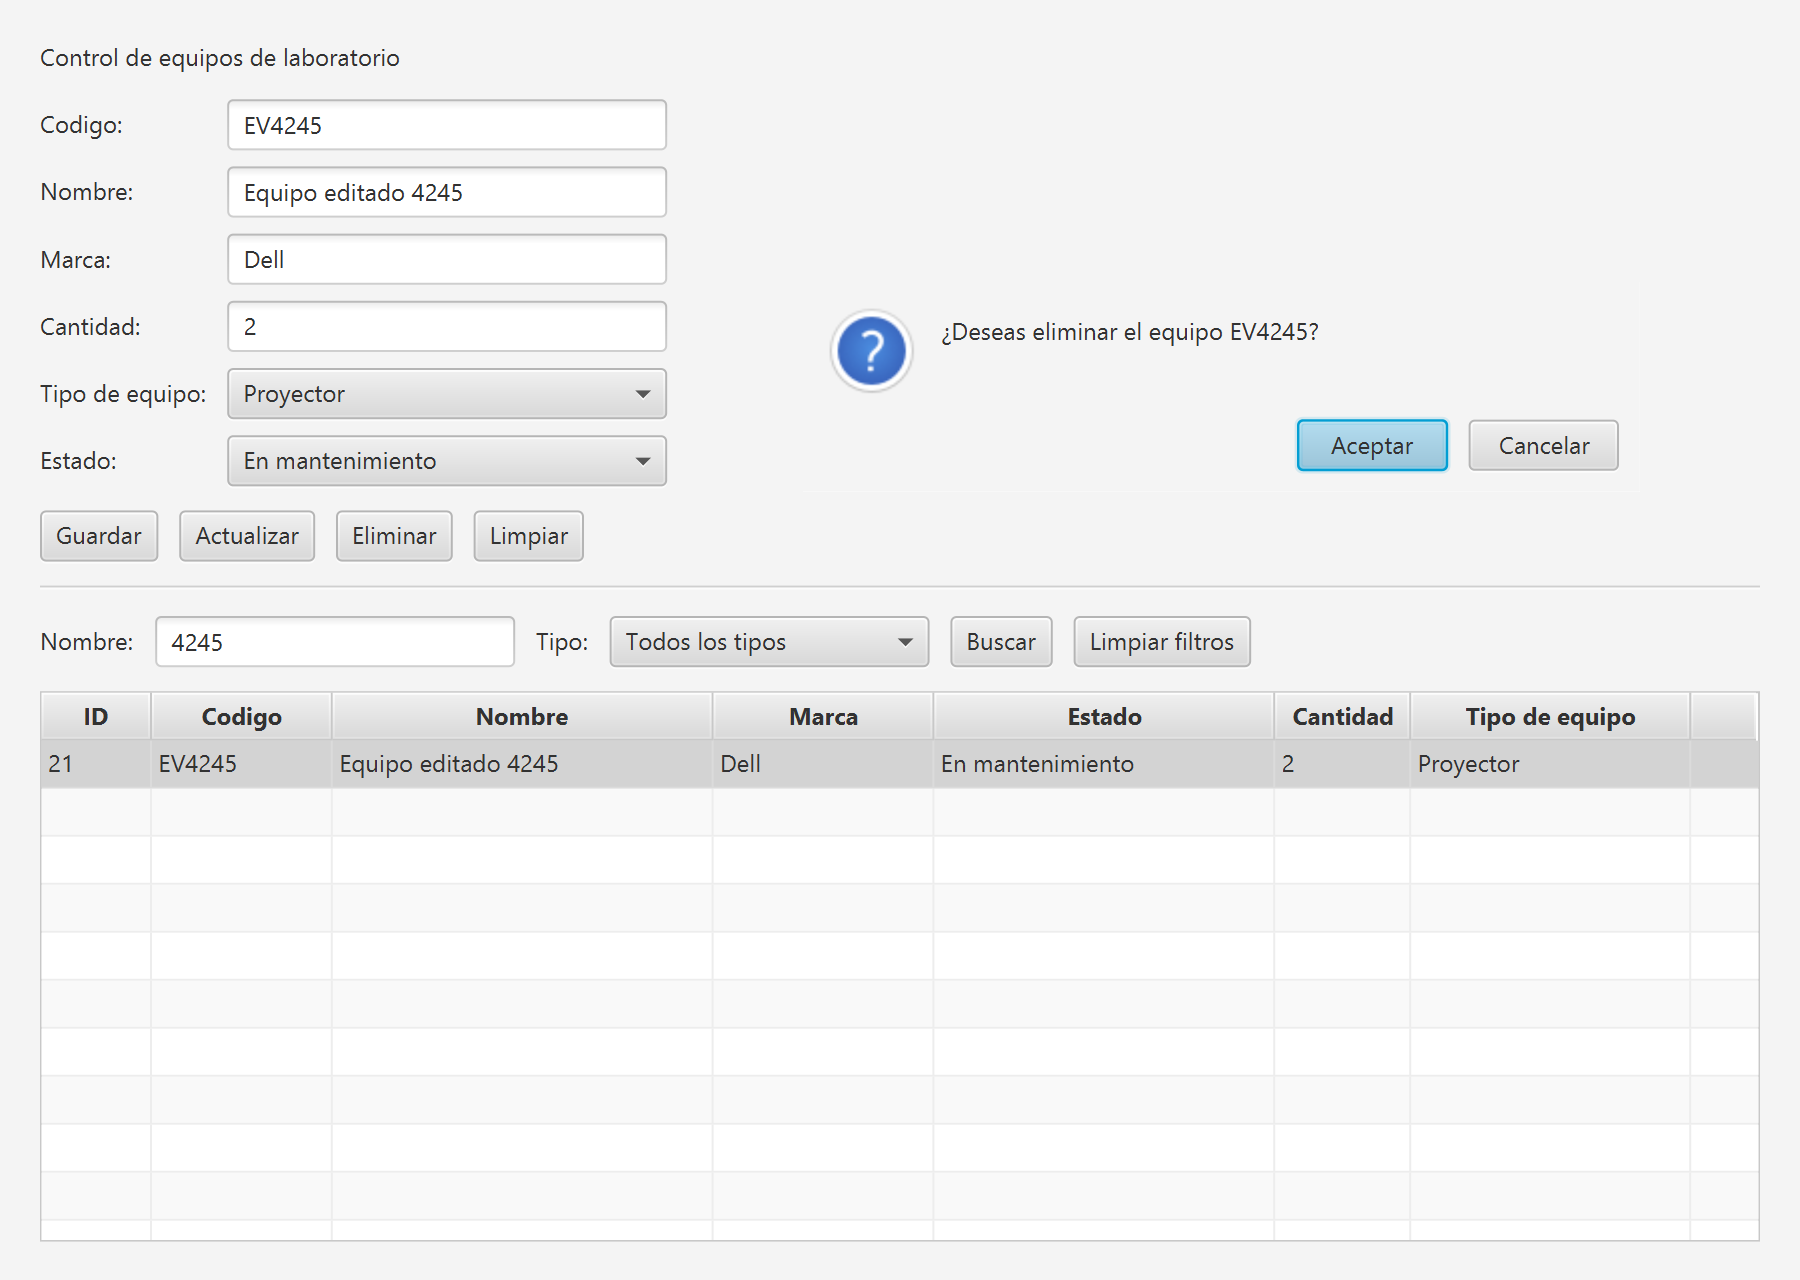 Control de equipos de laboratorio
Codigo: EV4245
Nombre: Equipo editado 4245
Marca: Dell
Cantidad: 2
Tipo de equipo: Proyector
Estado: En mantenimiento
¿Deseas eliminar el equipo EV4245?
Aceptar Cancelar
Guardar Actualizar Eliminar Limpiar
Nombre: 4245 Tipo: Todos los tipos Buscar Limpiar filtros
ID Codigo Nombre Marca Estado Cantidad Tipo de equipo
21 EV4245 Equipo editado 4245 Dell En mantenimiento 2 Proyector